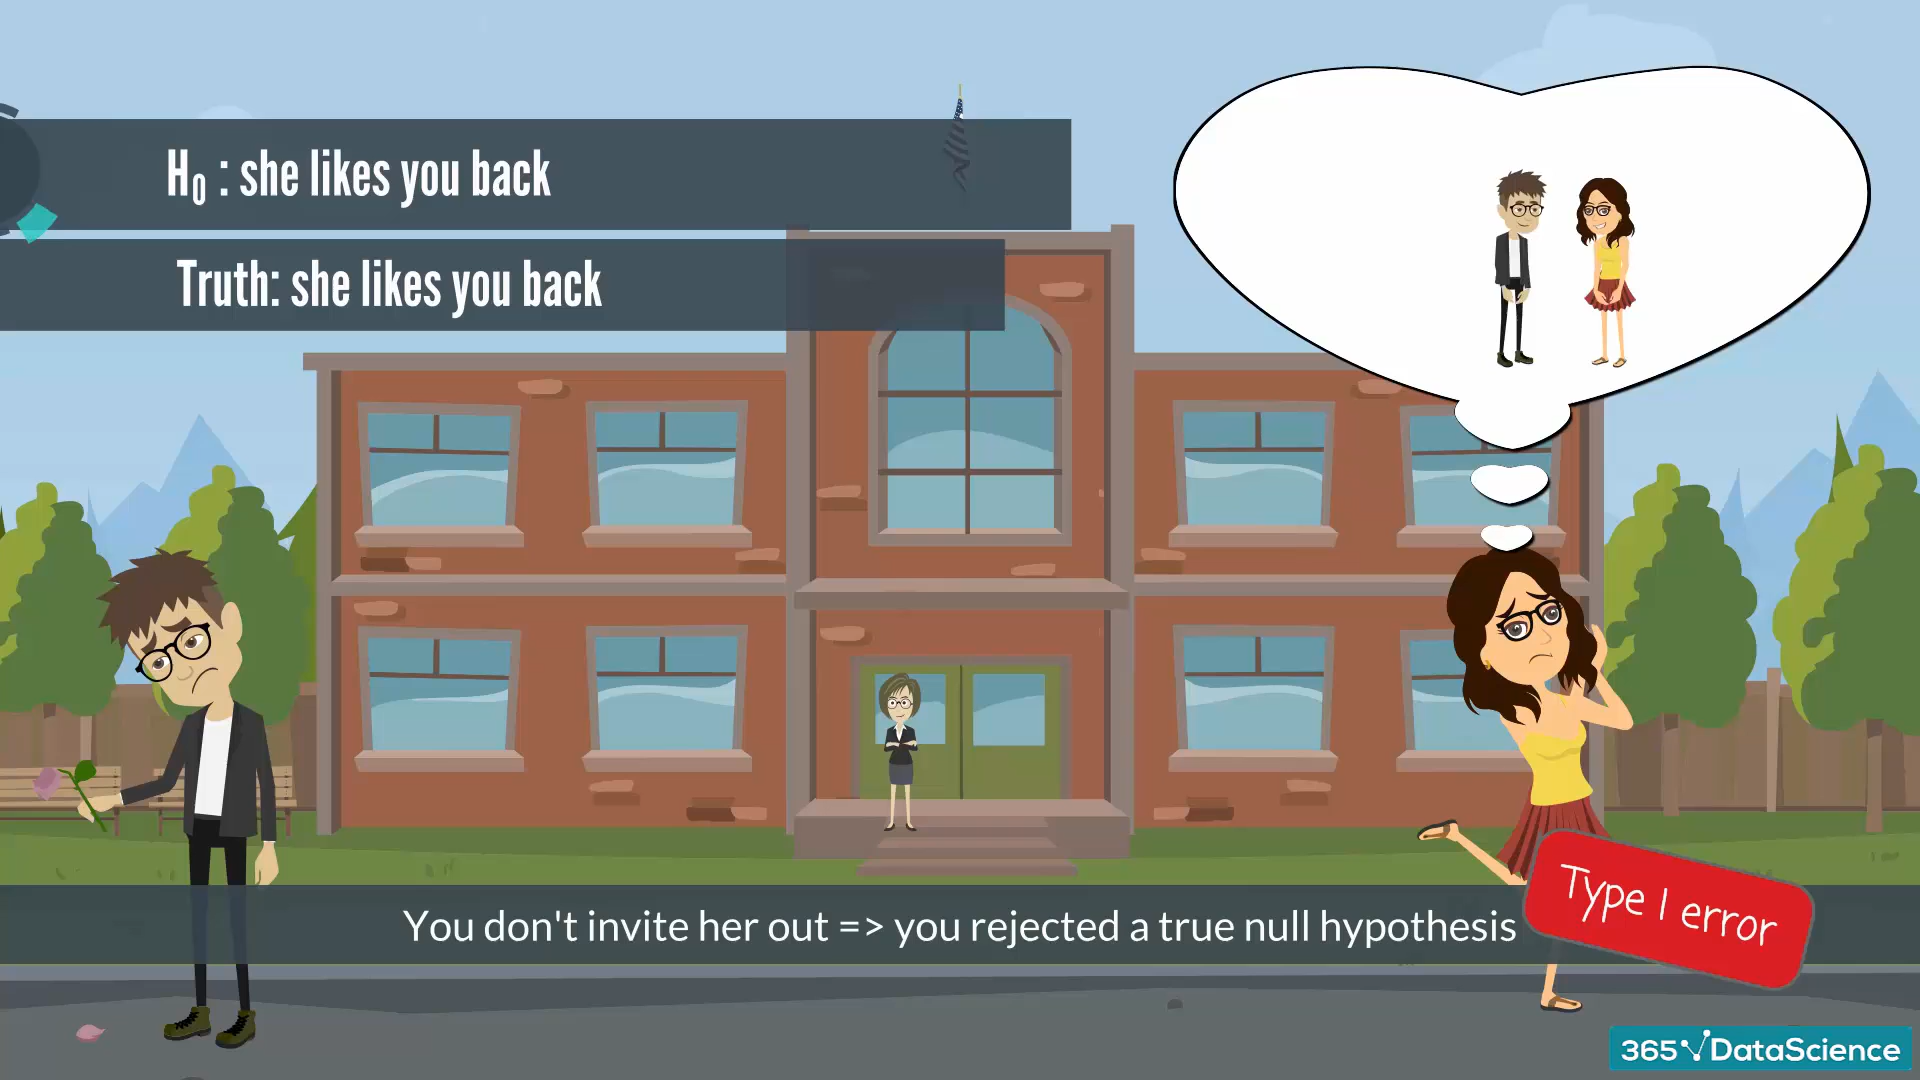 H₀ : she likes you back
Truth: she likes you back
You don't invite her out => you rejected a true null hypothesis
Type I error
365 DataScience